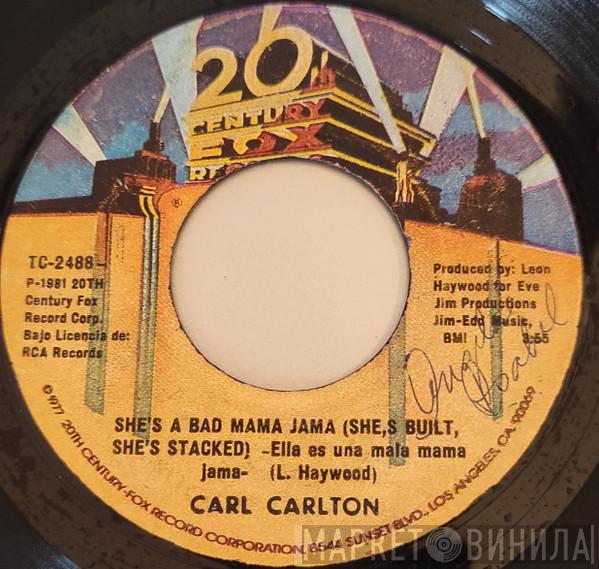 20th
CENTURY
FOX
RECORDS
®
TC-2488-
P-1981 20TH
Century Fox
Record Corp.
Bajo Licencia de:
RCA Records
Produced by: Leon
Haywood for Eve
Jim Productions
Jim-Edd Music,
BMI 3:55
SHE'S A BAD MAMA JAMA (SHE,S BUILT,
SHE'S STACKED) -Ella es una mala mama
jama- (L. Haywood)
CARL CARLTON
©1977 20TH CENTURY-FOX RECORD CORPORATION, 8544 SUNSET BLVD., LOS ANGELES, CA. 90069
МАРКЕТ ВИНИЛА